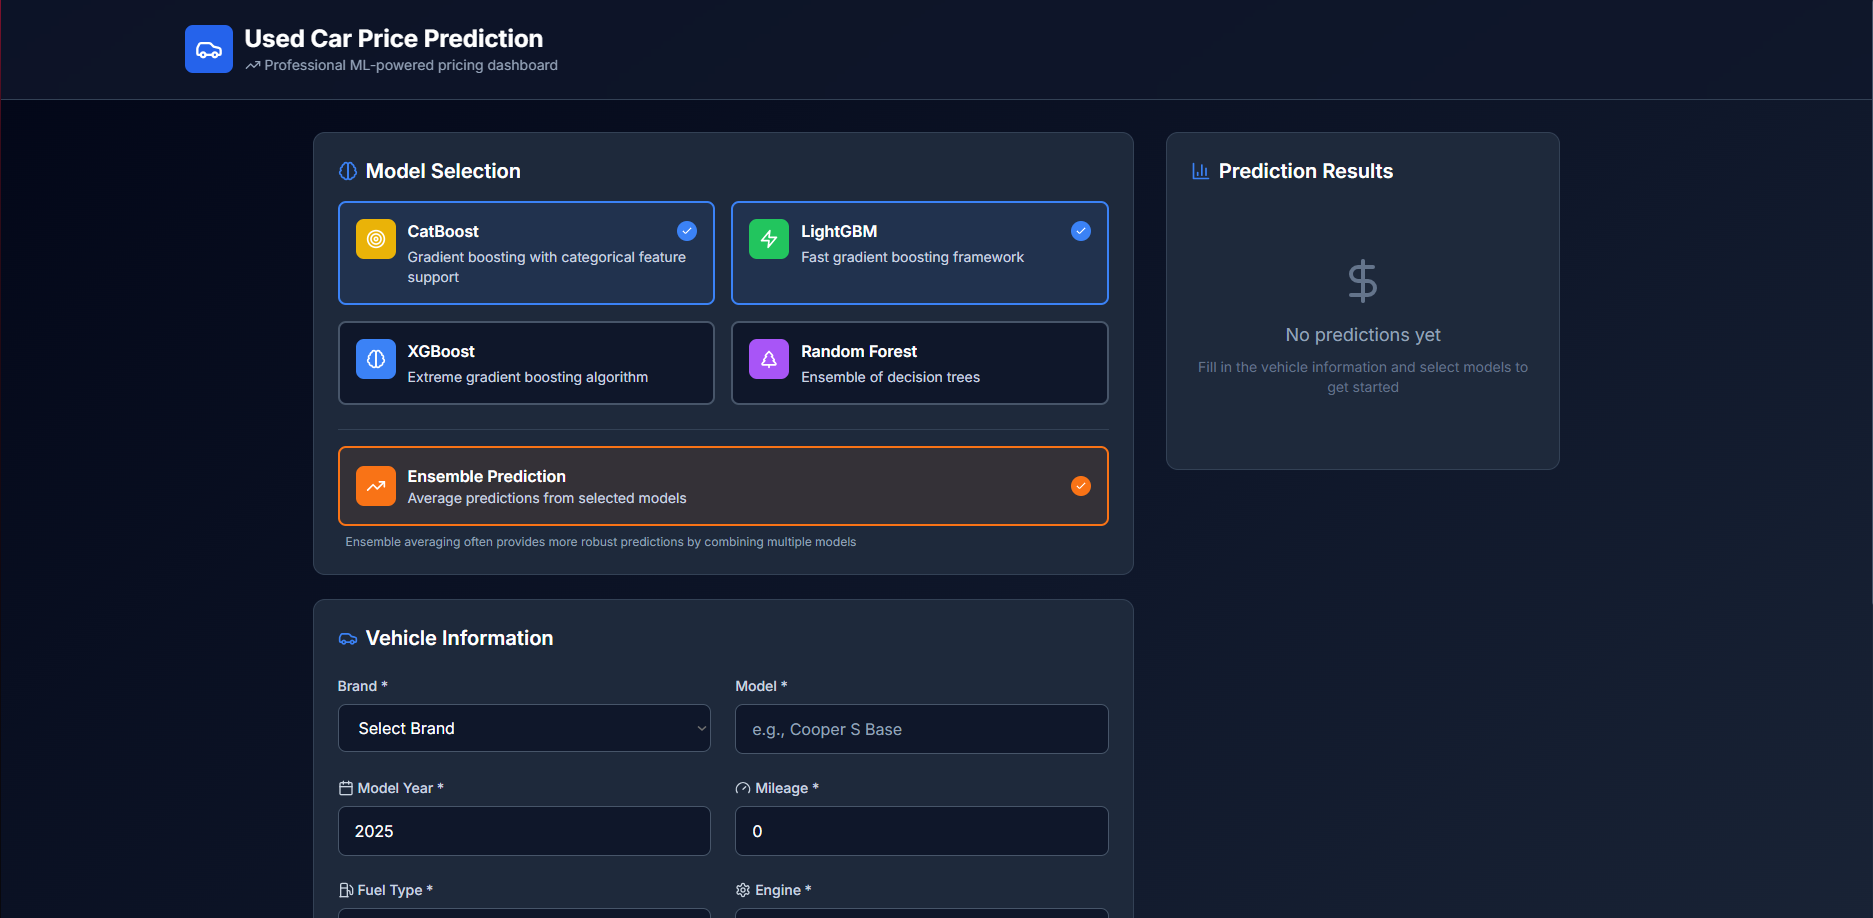 Used Car Price Prediction
Professional ML-powered pricing dashboard
Model Selection
CatBoost
Gradient boosting with categorical feature
support
LightGBM
Fast gradient boosting framework
XGBoost
Extreme gradient boosting algorithm
Random Forest
Ensemble of decision trees
Ensemble Prediction
Average predictions from selected models
Ensemble averaging often provides more robust predictions by combining multiple models
Prediction Results
No predictions yet
Fill in the vehicle information and select models to
get started
Vehicle Information
Brand *
Select Brand
Model *
e.g., Cooper S Base
Model Year *
2025
Mileage *
0
Fuel Type *
Engine *